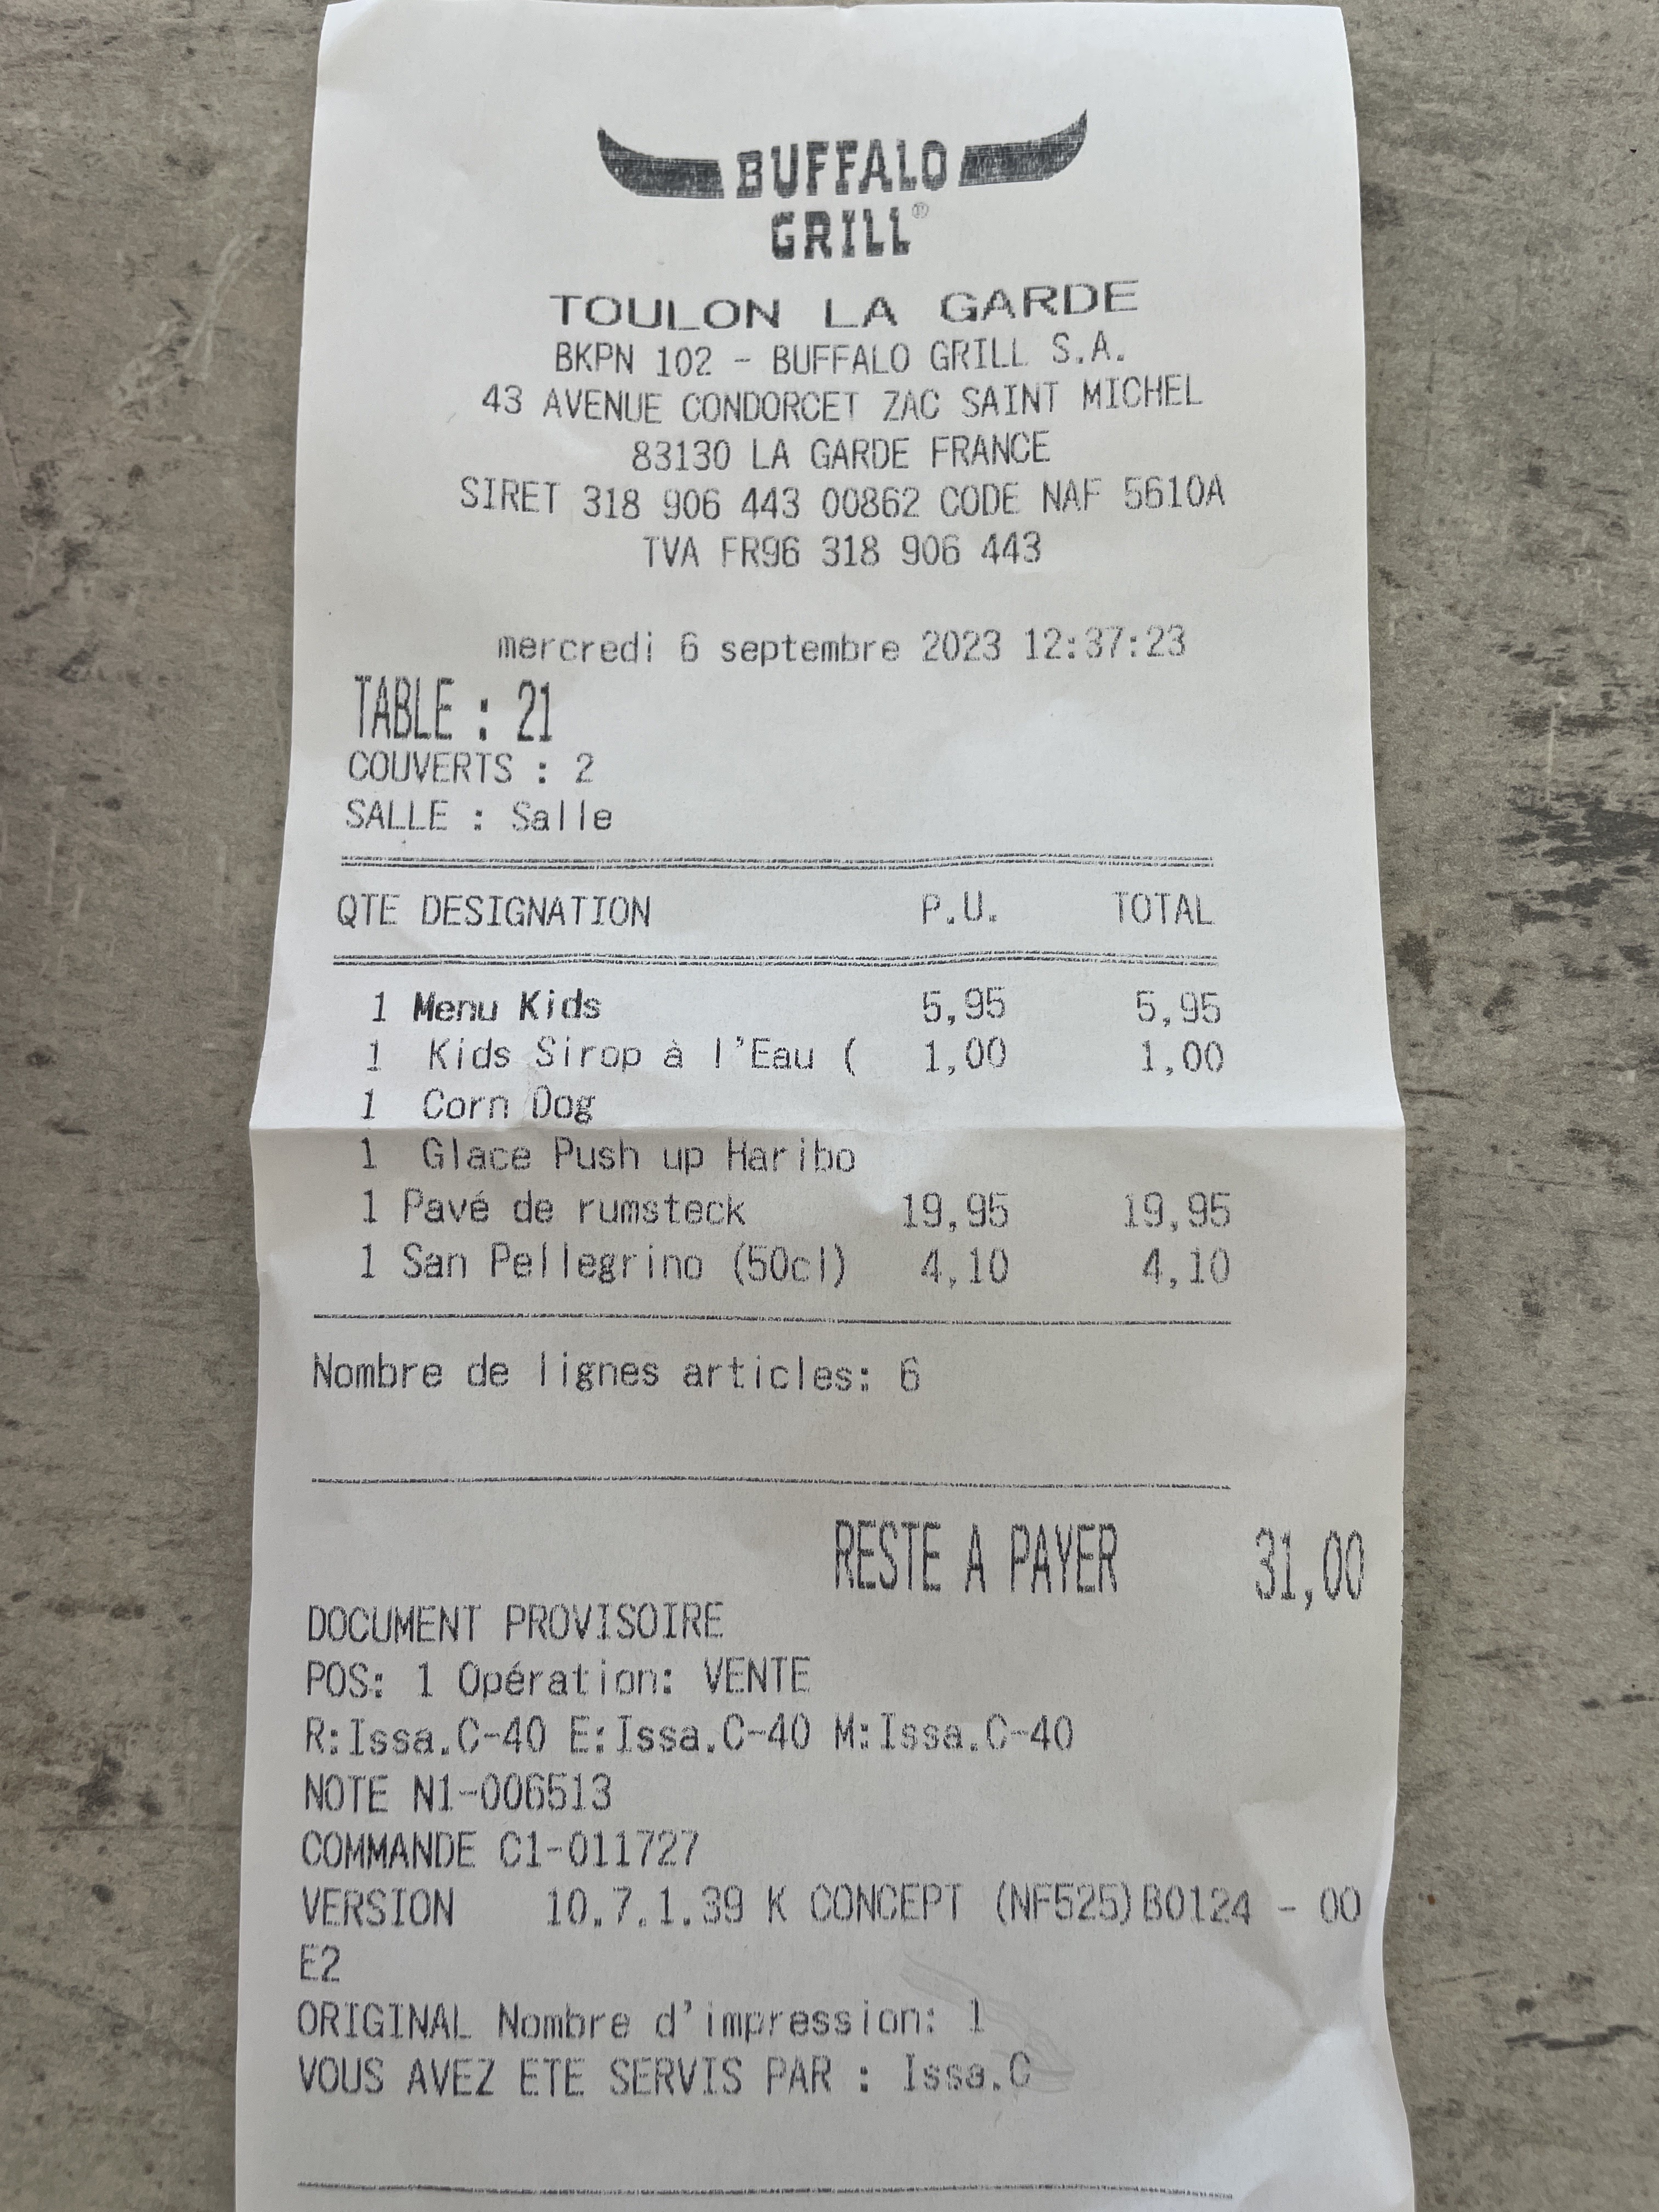 BUFFALO
GRILL®
TOULON LA GARDE
BKPN 102 - BUFFALO GRILL S.A.
43 AVENUE CONDORCET ZAC SAINT MICHEL
83130 LA GARDE FRANCE
SIRET 318 906 443 00862 CODE NAF 5610A
TVA FR96 318 906 443
mercredi 6 septembre 2023 12:37:23
TABLE : 21
COUVERTS : 2
SALLE : Salle
QTE DESIGNATION P.U. TOTAL
1 Menu Kids 5,95 5,95
1 Kids Sirop à l'Eau ( 1,00 1,00
1 Corn Dog
1 Glace Push up Haribo
1 Pavé de rumsteck 19,95 19,95
1 San Pellegrino (50cl) 4,10 4,10
Nombre de lignes articles: 6
RESTE A PAYER 31,00
DOCUMENT PROVISOIRE
POS: 1 Opération: VENTE
R:Issa.C-40 E:Issa.C-40 M:Issa.C-40
NOTE N1-006513
COMMANDE C1-011727
VERSION 10.7.1.39 K CONCEPT (NF525) B0124 - 00
E2
ORIGINAL Nombre d'impression: 1
VOUS AVEZ ETE SERVIS PAR : Issa.C